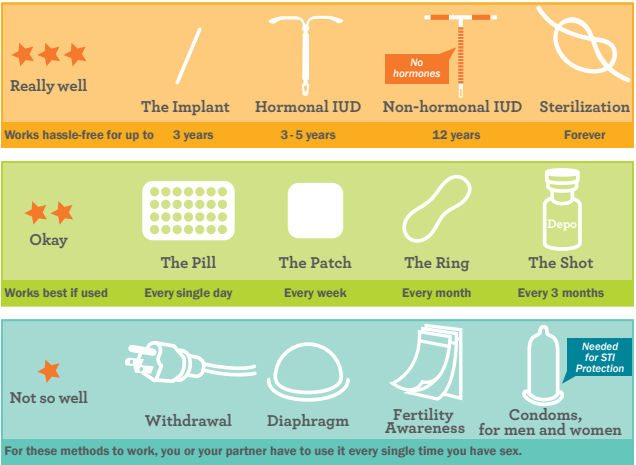 No
hormones
Really well
The Implant Hormonal IUD Non-hormonal IUD Sterilization
Works hassle-free for up to 3 years 3-5 years 12 years Forever
Depo
Okay
The Pill The Patch The Ring The Shot
Works best if used Every single day Every week Every month Every 3 months
Needed
for STI
Protection
Not so well
Withdrawal Diaphragm Fertility
Awareness Condoms,
for men and women
For these methods to work, you or your partner have to use it every single time you have sex.